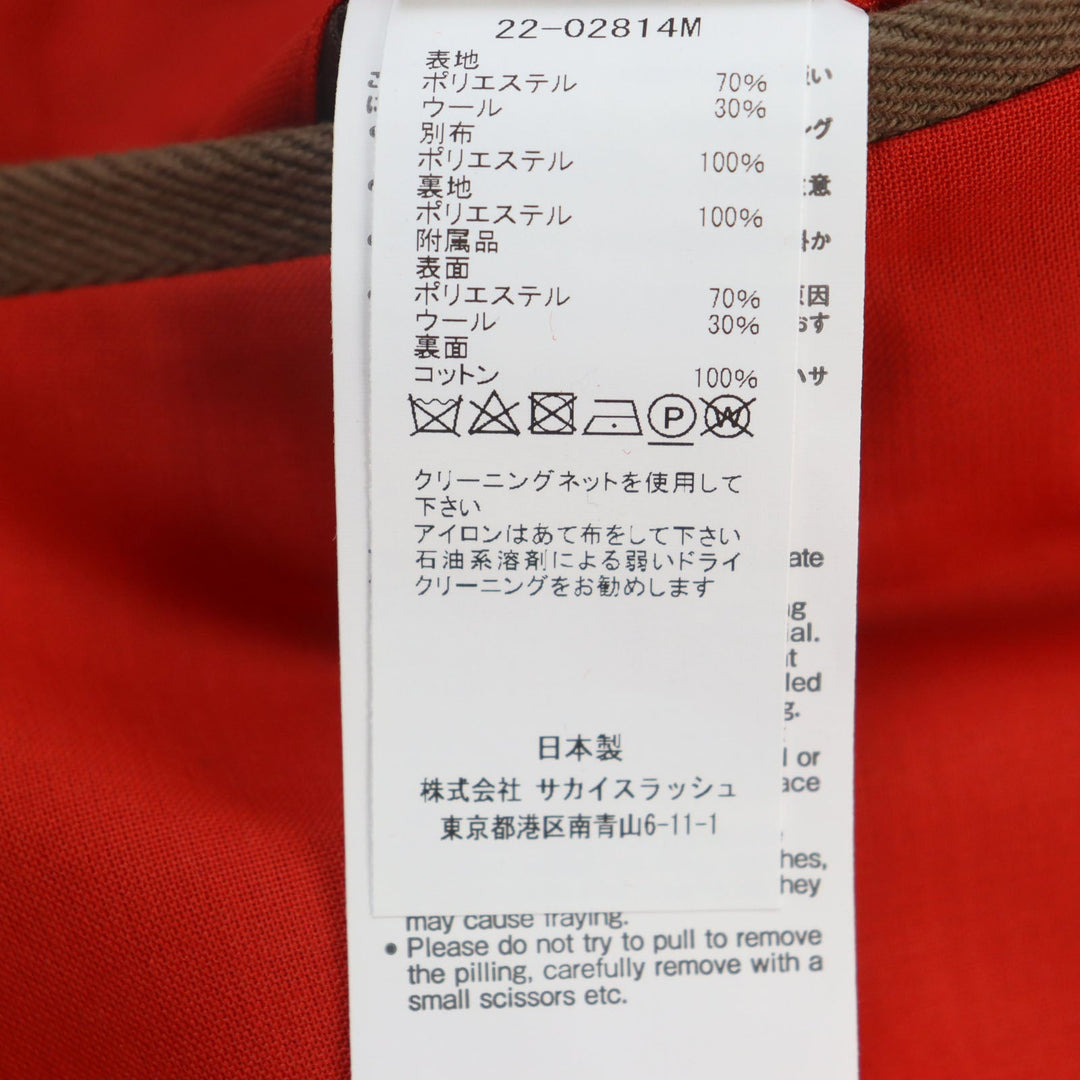 22-02814M
表地
ポリエステル 70%
ウール 30%
別布
ポリエステル 100%
裏地
ポリエステル 100%
附属品
表面
ポリエステル 70%
ウール 30%
裏面
コットン 100%
P W
クリーニングネットを使用して
下さい
アイロンはあて布をして下さい
石油系溶剤による弱いドライ
クリーニングをお勧めします
日本製
株式会社 サカイスラッシュ
東京都港区南青山6-11-1
may cause fraying.
● Please do not try to pull to remove
the pilling, carefully remove with a
small scissors etc.